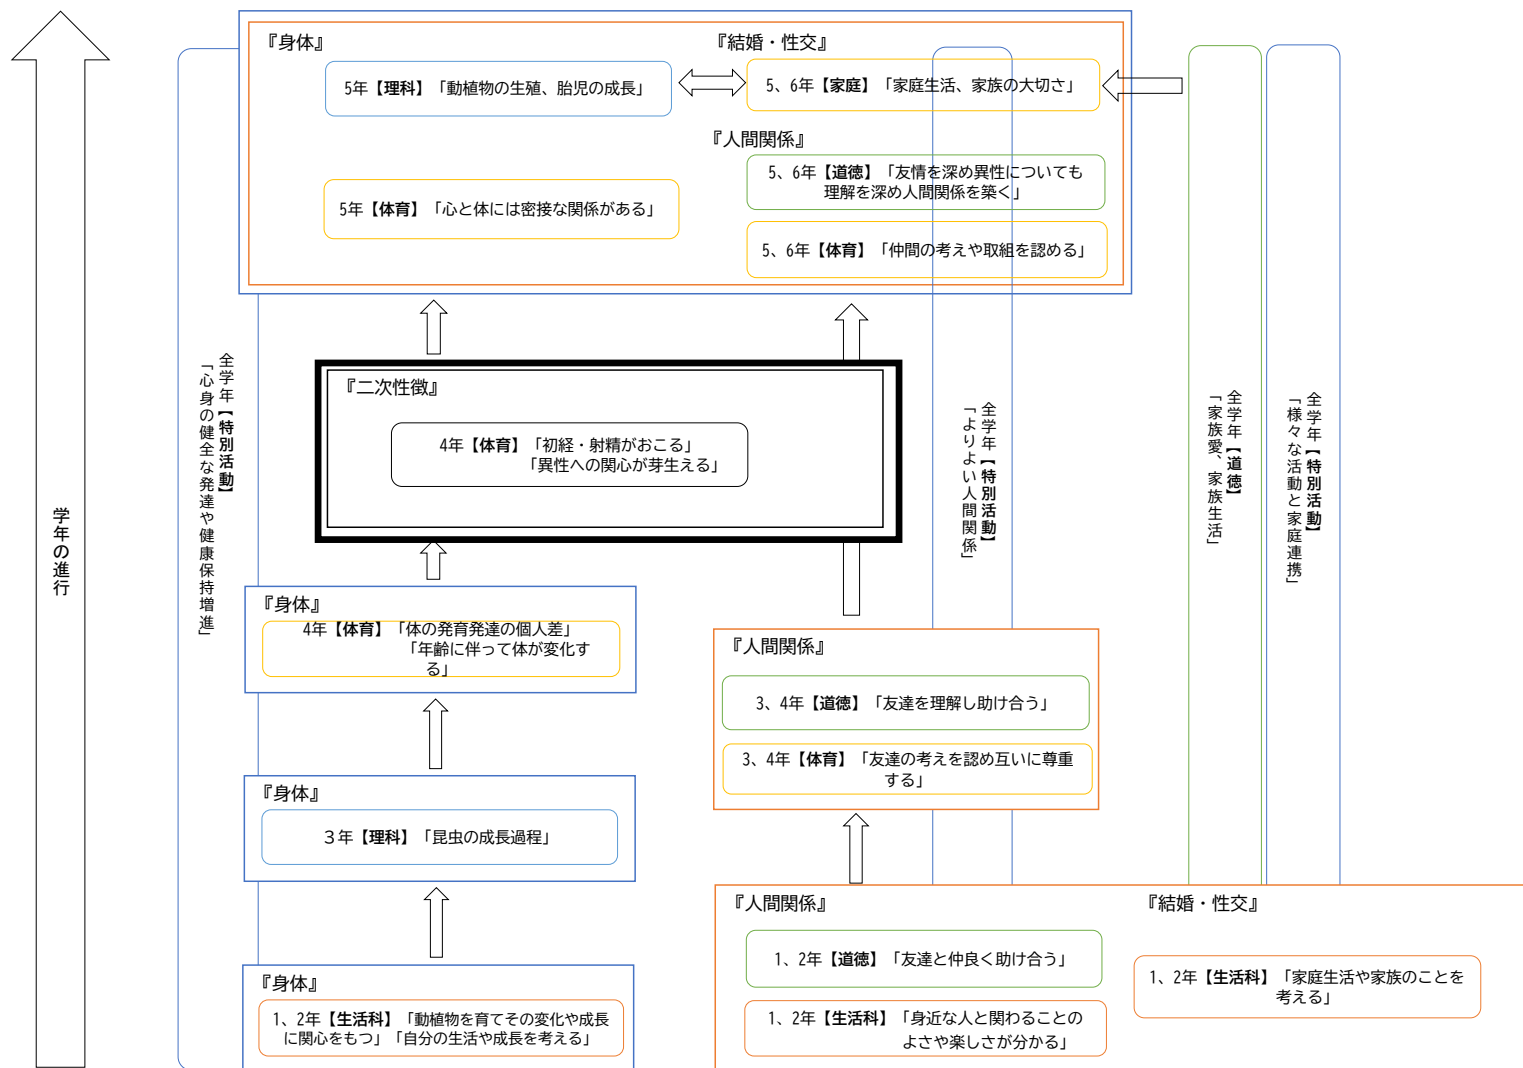 『身体』
『結婚・性交』
5年【理科】「動植物の生殖、胎児の成長」
5、6年【家庭】「家庭生活、家族の大切さ」
『人間関係』
5、6年【道徳】「友情を深め異性についても
理解を深め人間関係を築く」
5年【体育】「心と体には密接な関係がある」
5、6年【体育】「仲間の考えや取組を認める」
全学年【特別活動】
「心身の健全な発達や健康保持増進」
『二次性徴』
4年【体育】「初経・射精がおこる」
「異性への関心が芽生える」
全学年【特別活動】
「よりよい人間関係」
全学年【道徳】
「家族愛、家族生活」
全学年【特別活動】
「様々な活動と家庭連携」
学年の進行
『身体』
4年【体育】「体の発育発達の個人差」
「年齢に伴って体が変化す
る」
『人間関係』
3、4年【道徳】「友達を理解し助け合う」
3、4年【体育】「友達の考えを認め互いに尊重
する」
『身体』
３年【理科】「昆虫の成長過程」
『人間関係』
『結婚・性交』
1、2年【道徳】「友達と仲良く助け合う」
1、2年【生活科】「家庭生活や家族のことを
考える」
1、2年【生活科】「身近な人と関わることの
よさや楽しさが分かる」
『身体』
1、2年【生活科】「動植物を育てその変化や成長
に関心をもつ」「自分の生活や成長を考える」